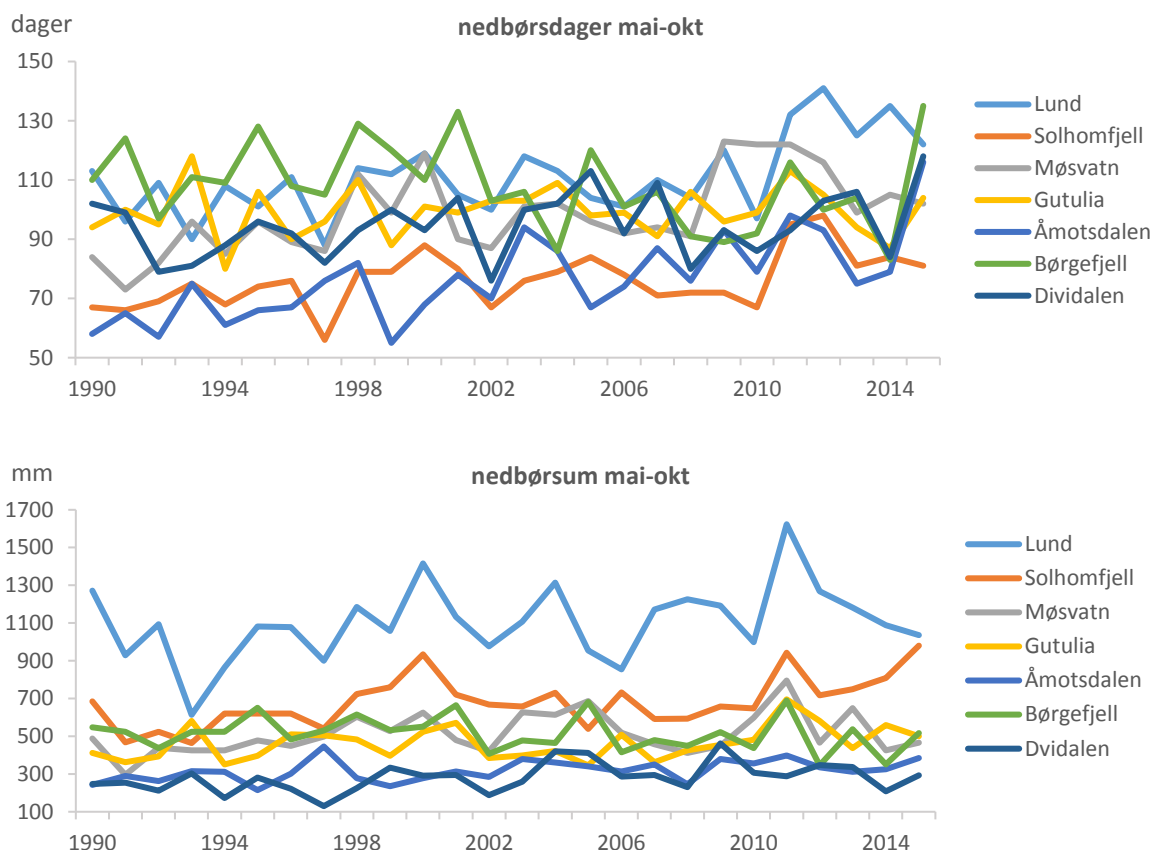 dager
nedbørsdager mai-okt
150
130
110
90
70
50
1990 1994 1998 2002 2006 2010 2014
Lund
Solhomfjell
Møsvatn
Gutulia
Åmotsdalen
Børgefjell
Dividalen
mm
nedbørsum mai-okt
1700
1500
1300
1100
900
700
500
300
100
1990 1994 1998 2002 2006 2010 2014
Lund
Solhomfjell
Møsvatn
Gutulia
Åmotsdalen
Børgefjell
Dvidalen